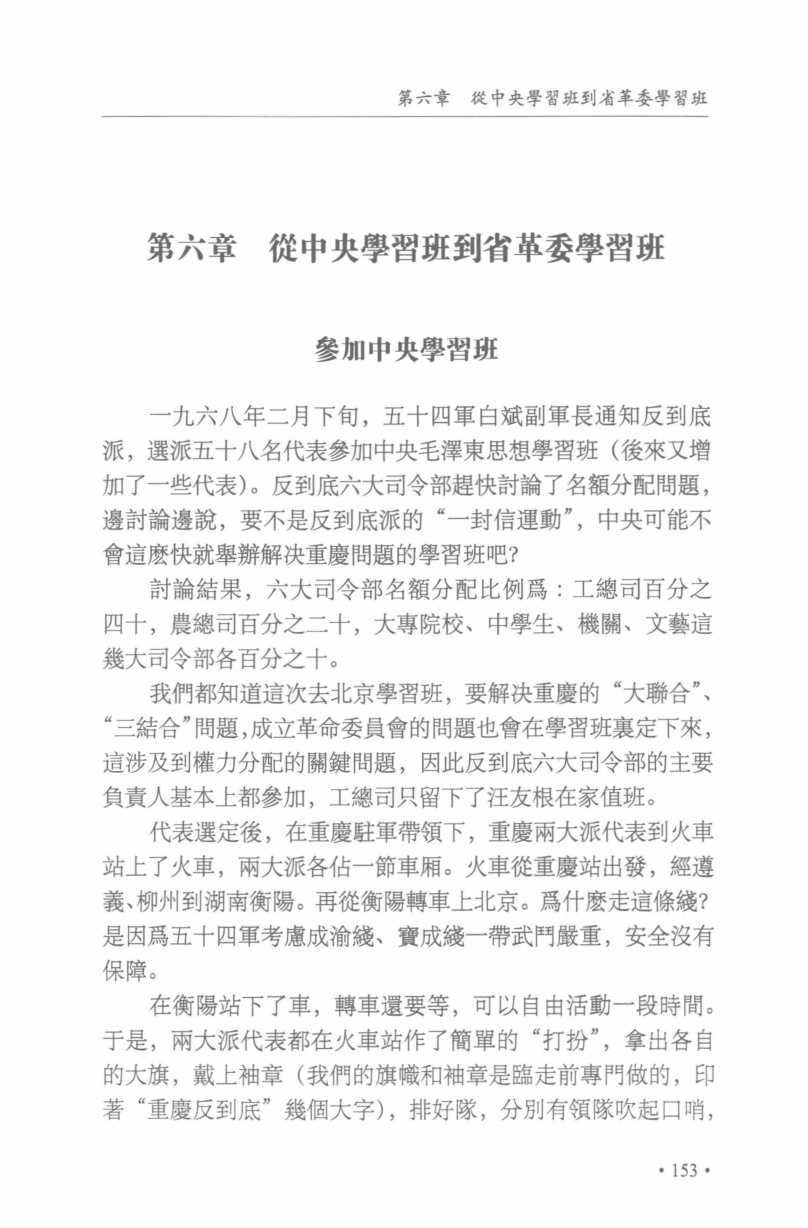 第六章　從中央學習班到省革委學習班
第六章　從中央學習班到省革委學習班
參加中央學習班
一九六八年二月下旬，五十四軍白斌副軍長通知反到底
派，選派五十八名代表參加中央毛澤東思想學習班（後來又增
加了一些代表）。反到底六大司令部趕快討論了名額分配問題，
邊討論邊說，要不是反到底派的“一封信運動”，中央可能不
會這麽快就舉辦解决重慶問題的學習班吧？
討論結果，六大司令部名額分配比例爲：工總司百分之
四十，農總司百分之二十，大專院校、中學生、機關、文藝這
幾大司令部各百分之十。
我們都知道這次去北京學習班，要解决重慶的“大聯合”、
“三結合”問題，成立革命委員會的問題也會在學習班裏定下來，
這涉及到權力分配的關鍵問題，因此反到底六大司令部的主要
負責人基本上都參加，工總司只留下了汪友根在家值班。
代表選定後，在重慶駐軍帶領下，重慶兩大派代表到火車
站上了火車，兩大派各佔一節車厢。火車從重慶站出發，經遵
義、柳州到湖南衡陽。再從衡陽轉車上北京。爲什麽走這條綫？
是因爲五十四軍考慮成渝綫、寶成綫一帶武鬥嚴重，安全沒有
保障。
在衡陽站下了車，轉車還要等，可以自由活動一段時間。
于是，兩大派代表都在火車站作了簡單的“打扮”，拿出各自
的大旗，戴上袖章（我們的旗幟和袖章是臨走前專門做的，印
著“重慶反到底”幾個大字），排好隊，分別有領隊吹起口哨，
• 153 •